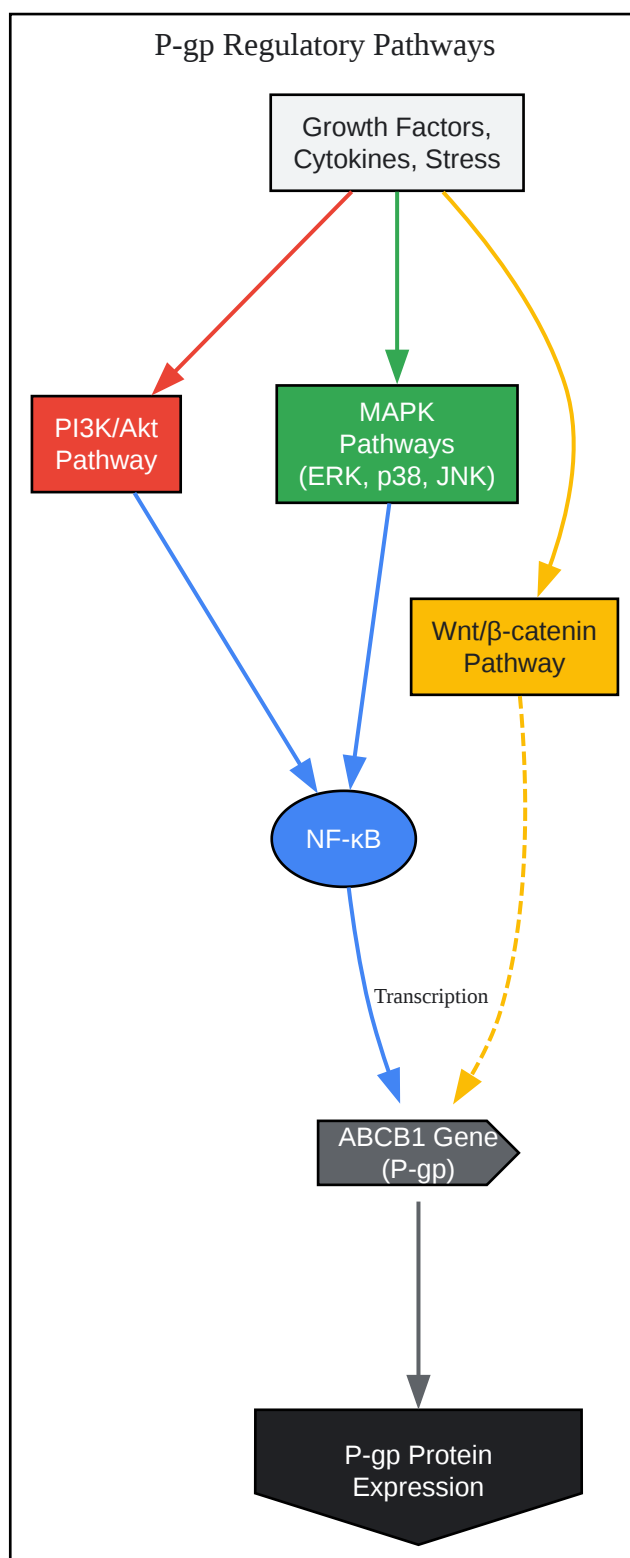 P-gp Regulatory Pathways
Growth Factors,
Cytokines, Stress
PI3K/Akt
Pathway
MAPK
Pathways
(ERK, p38, JNK)
Wnt/β-catenin
Pathway
NF-κB
Transcription
ABCB1 Gene
(P-gp)
P-gp Protein
Expression